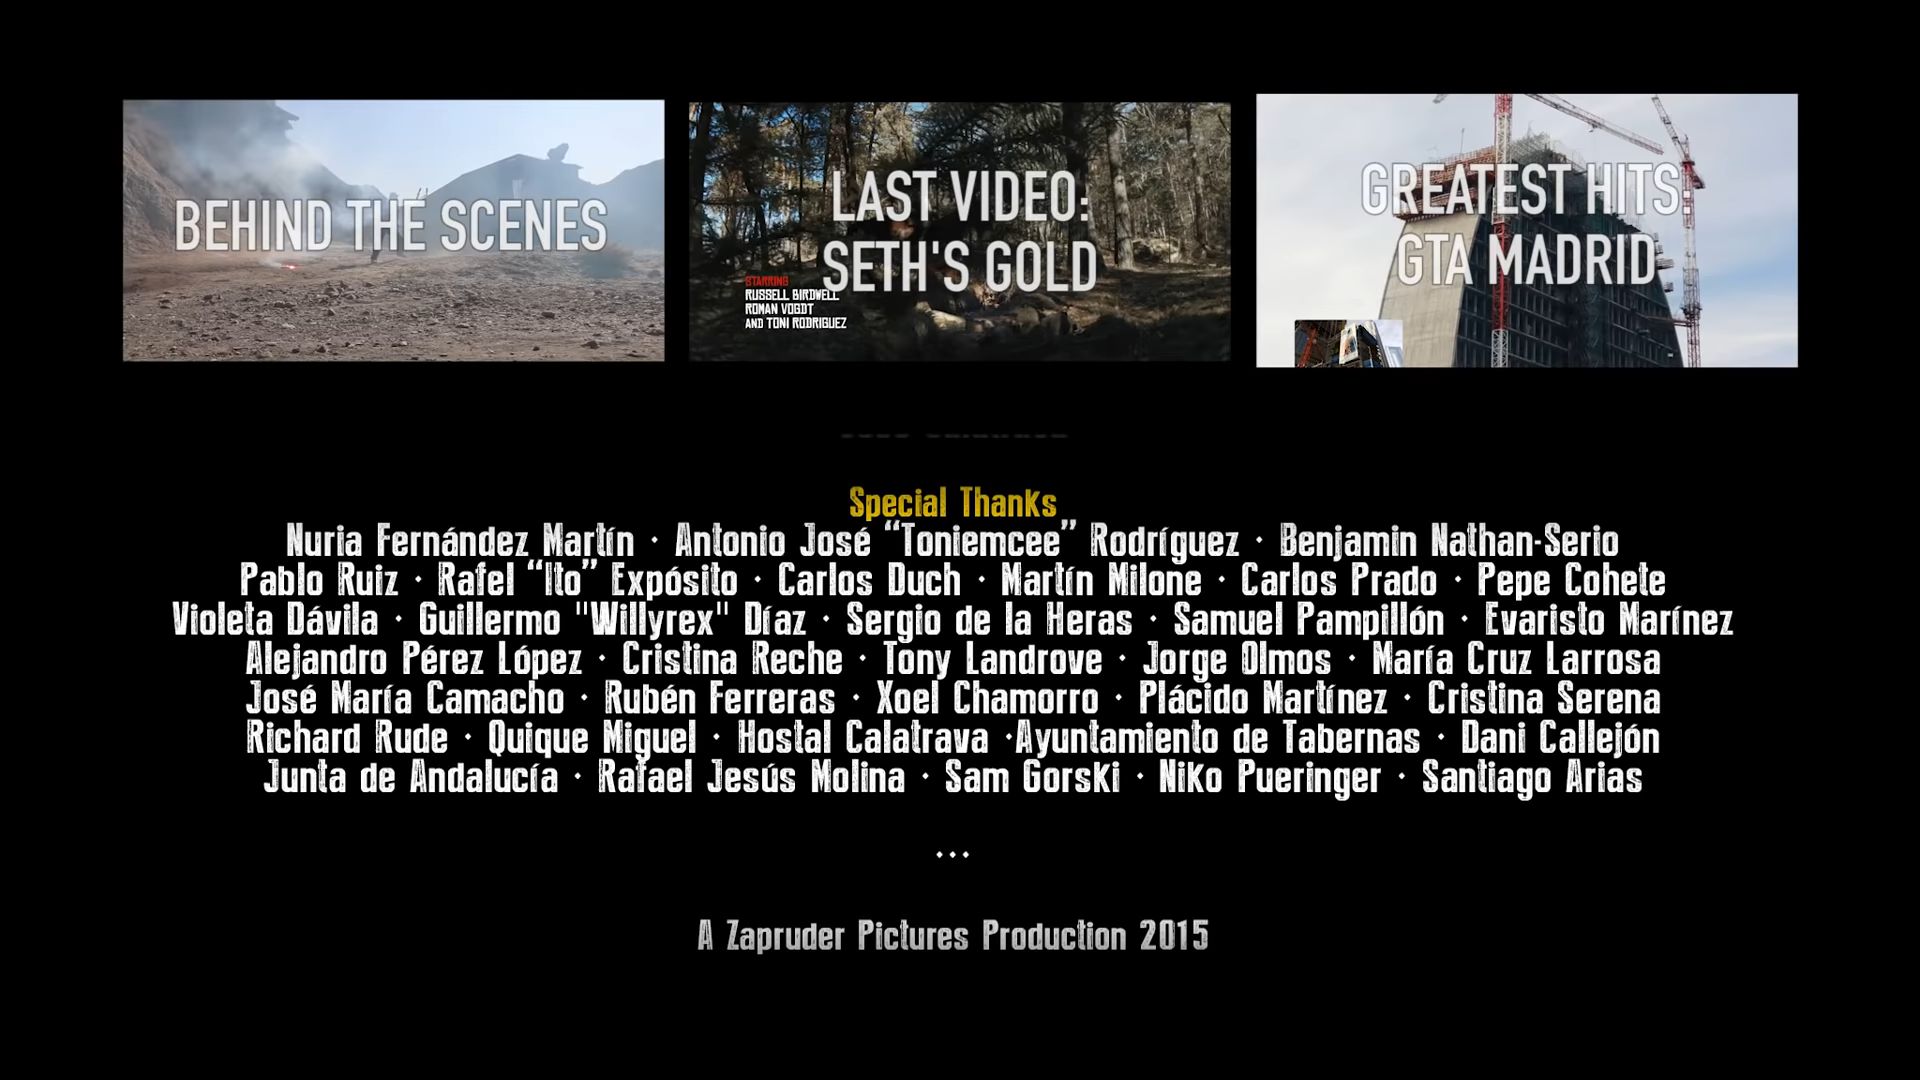 BEHIND THE SCENES
LAST VIDEO:
SETH'S GOLD
STARRING
RUSSELL BIRDWELL
ROMAN VOGDT
AND TONI RODRIGUEZ
GREATEST HITS:
GTA MADRID
Special Thanks
Nuria Fernández Martín · Antonio José “Toniemcee” Rodríguez · Benjamin Nathan-Serio
Pablo Ruiz · Rafel “Ito” Expósito · Carlos Duch · Martín Milone · Carlos Prado · Pepe Cohete
Violeta Dávila · Guillermo "Willyrex" Díaz · Sergio de la Heras · Samuel Pampillón · Evaristo Marínez
Alejandro Pérez López · Cristina Reche · Tony Landrove · Jorge Olmos · María Cruz Larrosa
José María Camacho · Rubén Ferreras · Xoel Chamorro · Plácido Martínez · Cristina Serena
Richard Rude · Quique Miguel · Hostal Calatrava ·Ayuntamiento de Tabernas · Dani Callejón
Junta de Andalucía · Rafael Jesús Molina · Sam Gorski · Niko Pueringer · Santiago Arias
...
A Zapruder Pictures Production 2015